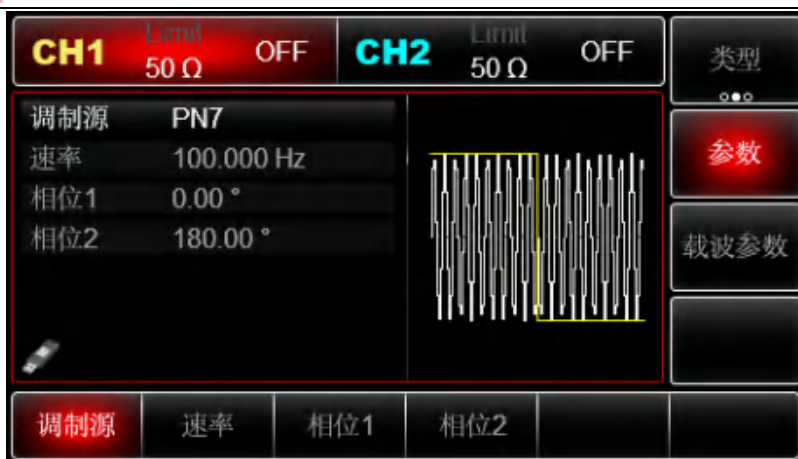 CH1 Limit 50 Ω OFF
CH2 Limit 50 Ω OFF
类型
调制源 PN7
速率 100.000 Hz
相位1 0.00 °
相位2 180.00 °
参数
载波参数
调制源 速率 相位1 相位2